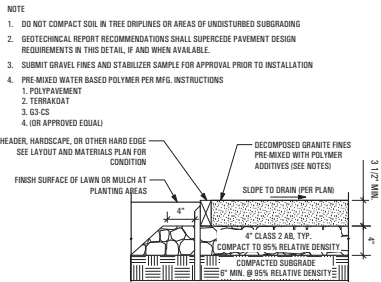 NOTE
1. DO NOT COMPACT SOIL IN TREE DRIPLINES OR AREAS OF UNDISTURBED SUBGRADING
2. GEOTECHINCAL REPORT RECOMMENDATIONS SHALL SUPERCEDE PAVEMENT DESIGN
REQUIREMENTS IN THIS DETAIL, IF AND WHEN AVAILABLE.
3. SUBMIT GRAVEL FINES AND STABILIZER SAMPLE FOR APPROVAL PRIOR TO INSTALLATION
4. PRE-MIXED WATER BASED POLYMER PER MFG. INSTRUCTIONS
1. POLYPAVEMENT
2. TERRAKOAT
3. G3-CS
4. (OR APPROVED EQUAL)
HEADER, HARDSCAPE, OR OTHER HARD EDGE
SEE LAYOUT AND MATERIALS PLAN FOR
CONDITION
FINISH SURFACE OF LAWN OR MULCH AT
PLANTING AREAS
4"
DECOMPOSED GRANITE FINES
PRE-MIXED WITH POLYMER
ADDITIVES (SEE NOTES)
SLOPE TO DRAIN (PER PLAN)
3 1/2" MIN.
4"
4" CLASS 2 AB, TYP.
COMPACT TO 95% RELATIVE DENSITY
COMPACTED SUBGRADE
6" MIN. @ 95% RELATIVE DENSITY